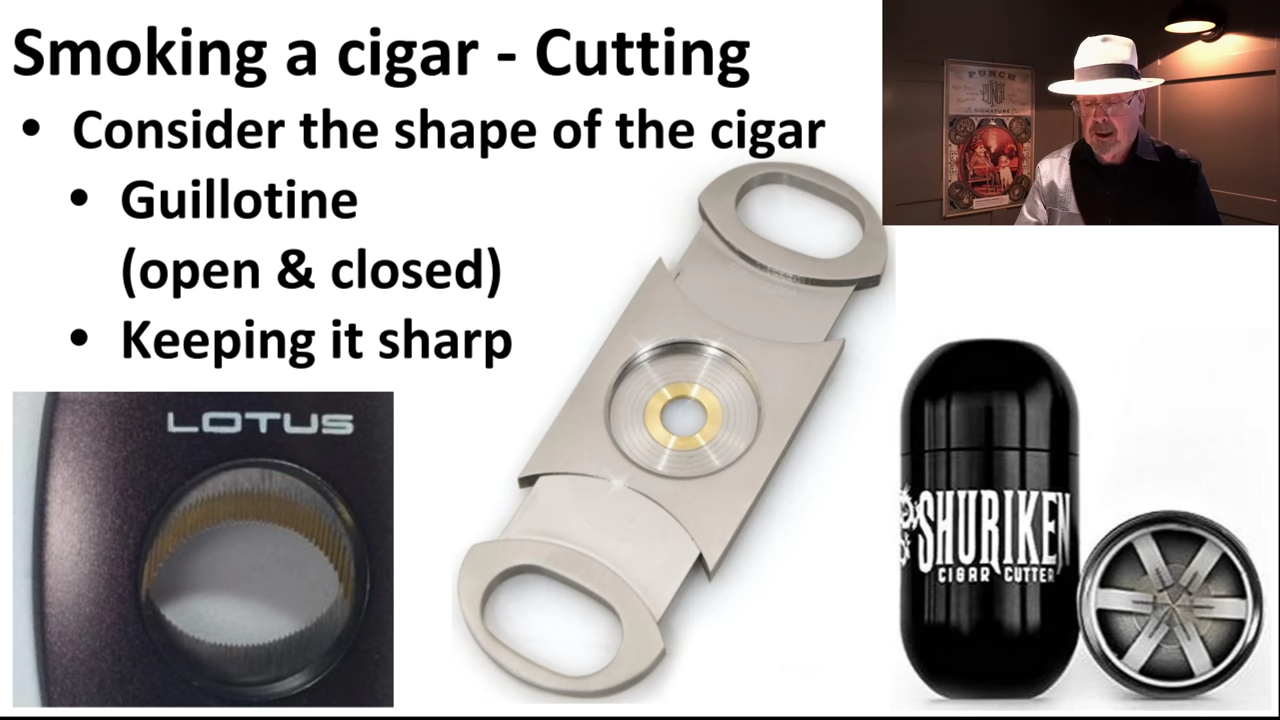 Smoking a cigar - Cutting
• Consider the shape of the cigar
• Guillotine
(open & closed)
• Keeping it sharp
PUNCH
SIGNATURE
LOTUS
SHURIKEN
CIGAR CUTTER